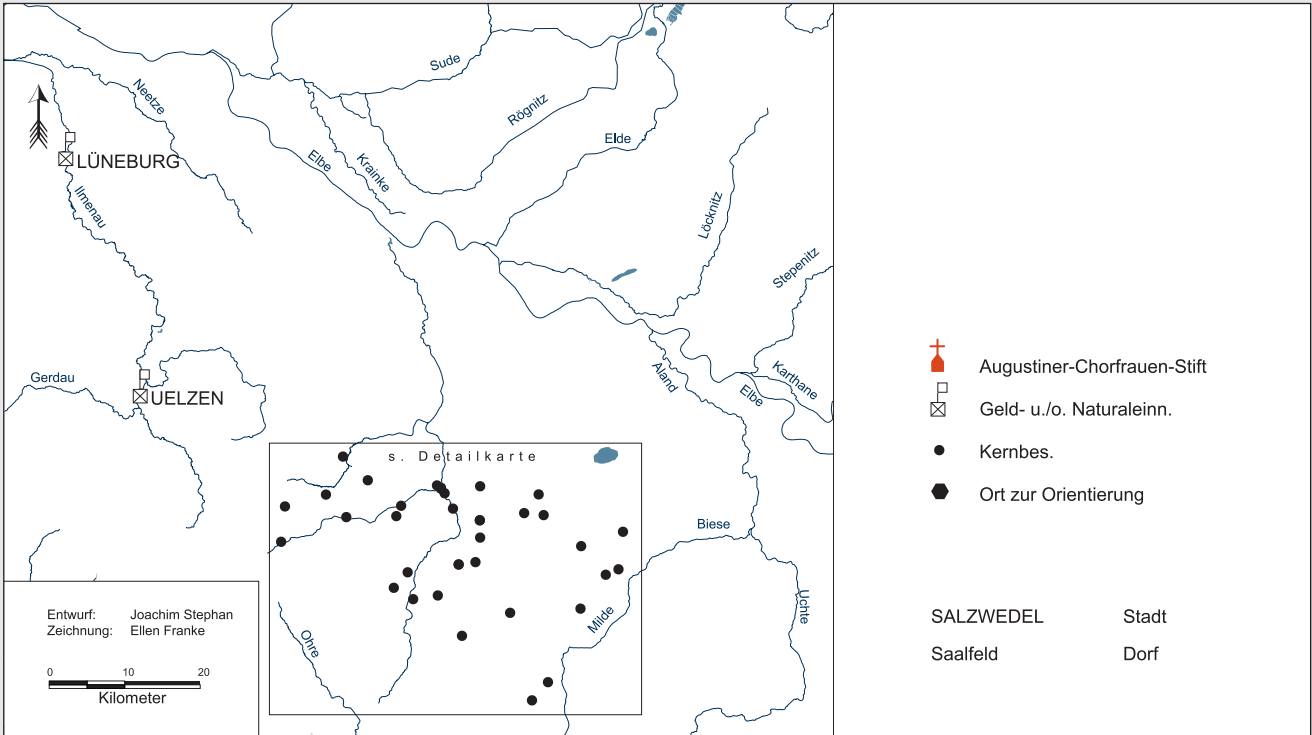 Sude
Neetze
Rögnitz
Elde
LÜNEBURG
Elbe
Krainke
Ilmenau
Löcknitz
Stepenitz
Gerdau
UELZEN
Aland
Elbe
Karthane
s. Detailkarte
Biese
Ohre
Milde
Uchte
Entwurf: Joachim Stephan
Zeichnung: Ellen Franke
0 10 20
Kilometer
Augustiner-Chorfrauen-Stift
Geld- u./o. Naturaleinn.
Kernbes.
Ort zur Orientierung
SALZWEDEL Stadt
Saalfeld Dorf